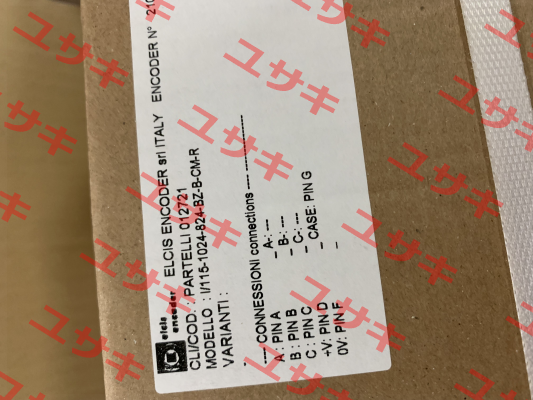 elcis
encoder
ELCIS ENCODER srl ITALY ENCODER N° 210
CLI/COD. : PARTELLI 012721
MODELLO : I/115-1024-824-BZ-B-CM-R
VARIANTI :
---- CONNESSIONI connections ----
A : PIN A - A-: ---
B : PIN B - B-: ---
C : PIN C - C-: ---
+V: PIN D - CASE: PIN G
0V: PIN F -
ユサキ